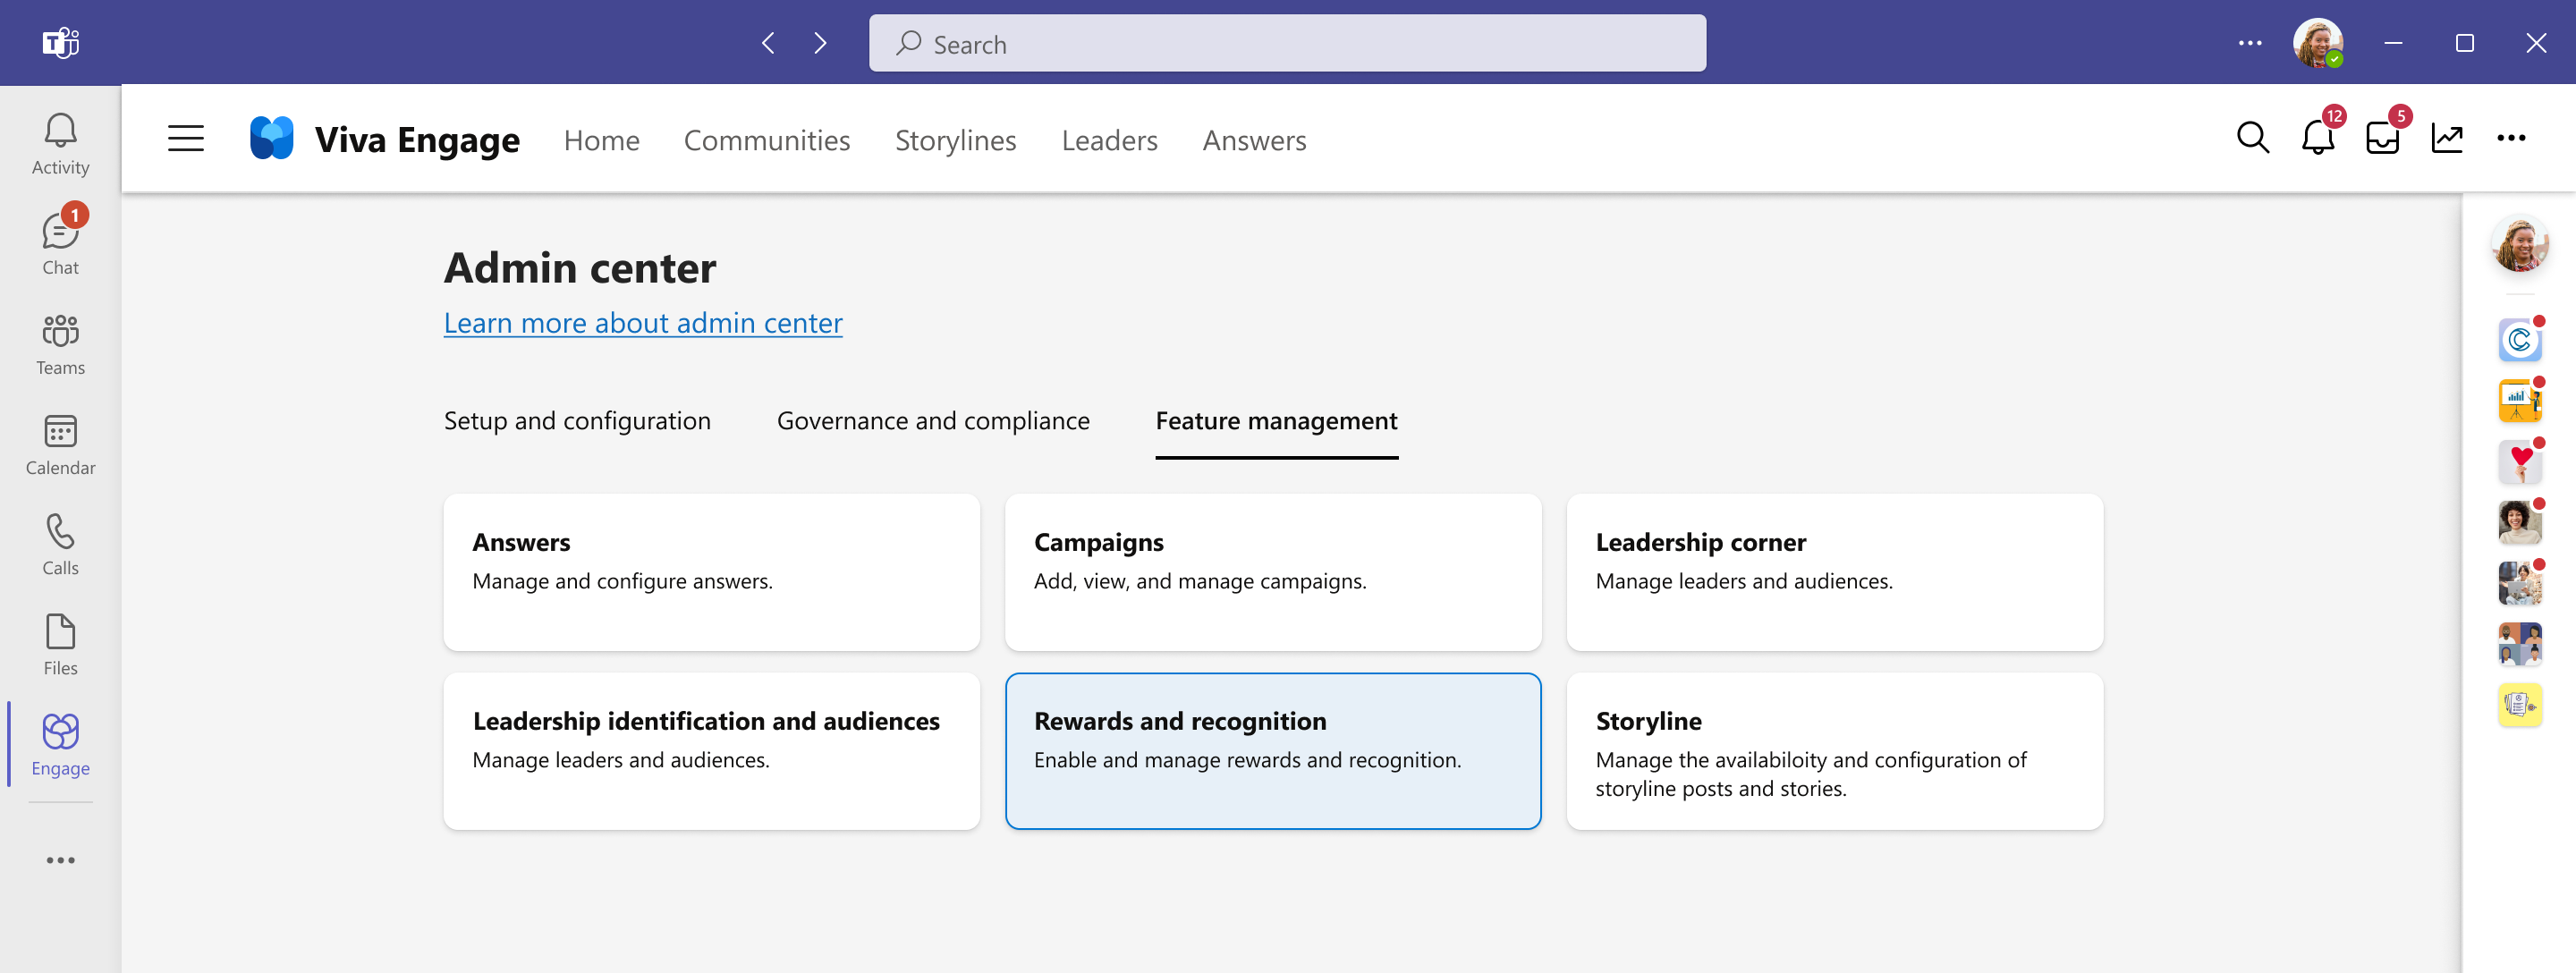 Search
Activity
1
Chat
Teams
Calendar
Calls
Files
Engage
Viva Engage
Home
Communities
Storylines
Leaders
Answers
12
5
Admin center
Learn more about admin center
Setup and configuration
Governance and compliance
Feature management
Answers
Manage and configure answers.
Campaigns
Add, view, and manage campaigns.
Leadership corner
Manage leaders and audiences.
Leadership identification and audiences
Manage leaders and audiences.
Rewards and recognition
Enable and manage rewards and recognition.
Storyline
Manage the availabiloity and configuration of
storyline posts and stories.